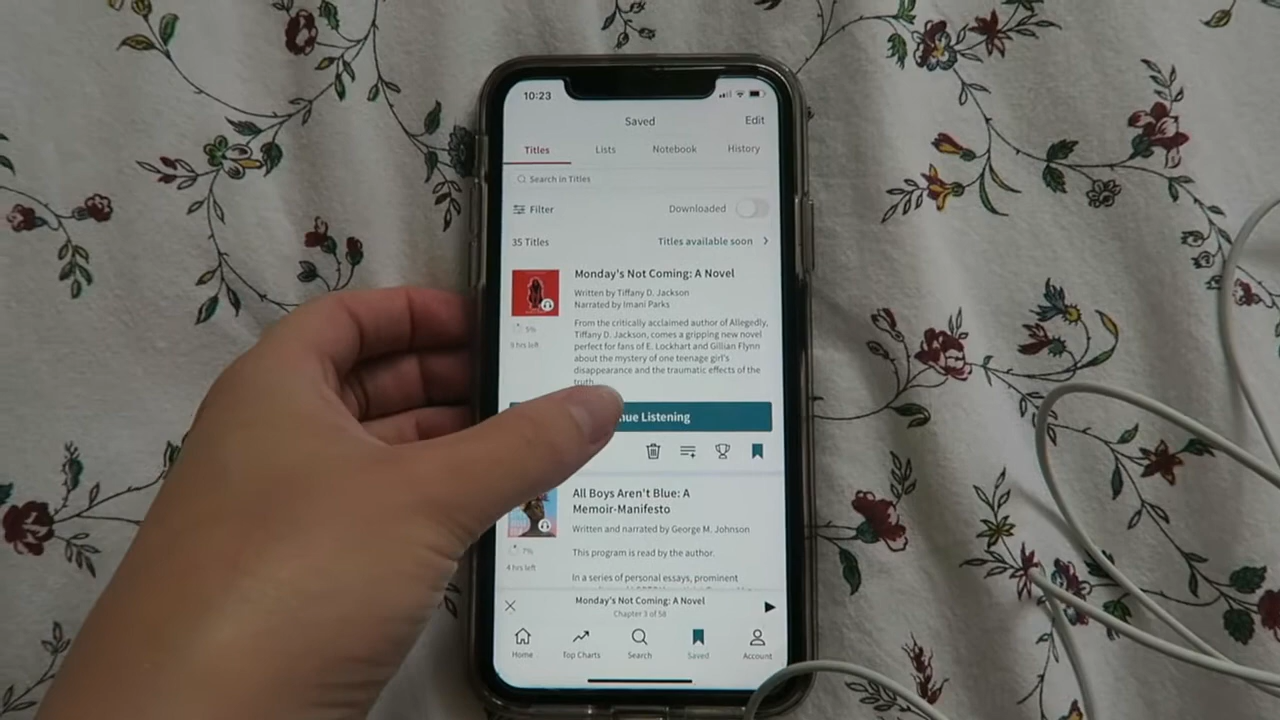 10:23
Saved
Edit
Titles
Lists
Notebook
History
Search in Titles
Filter
Downloaded
35 Titles
Titles available soon
Monday's Not Coming: A Novel
Written by Tiffany D. Jackson
Narrated by Imani Parks
5%
From the critically acclaimed author of Allegedly,
Tiffany D. Jackson, comes a gripping new novel
perfect for fans of E. Lockhart and Gillian Flynn
about the mystery of one teenage girl's
disappearance and the traumatic effects of the
truth
hrs left
nue Listening
All Boys Aren't Blue: A
Memoir-Manifesto
Written and narrated by George M. Johnson
7%
4 hrs left
This program is read by the author.
In a series of personal essays, prominent
Monday's Not Coming: A Novel
Chapter 3 of 58
Home
Top Charts
Search
Saved
Account